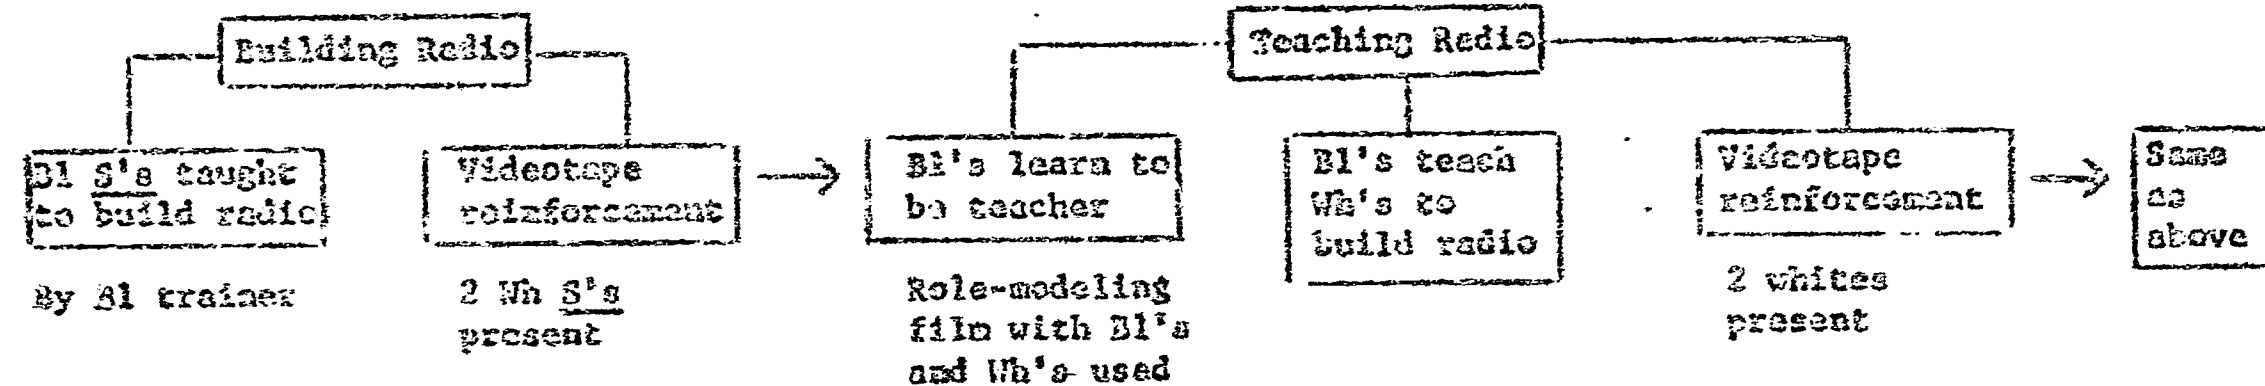 Building Radio
Teaching Radio
Bl S's taught
to build radio
Videotape
reinforcement
Bl's learn to
be teacher
Bl's teach
Wh's to
build radio
Videotape
reinforcement
Same
as
above
By Bl trainer
2 Wh S's
present
Role-modeling
film with Bl's
and Wh's used
2 whites
present